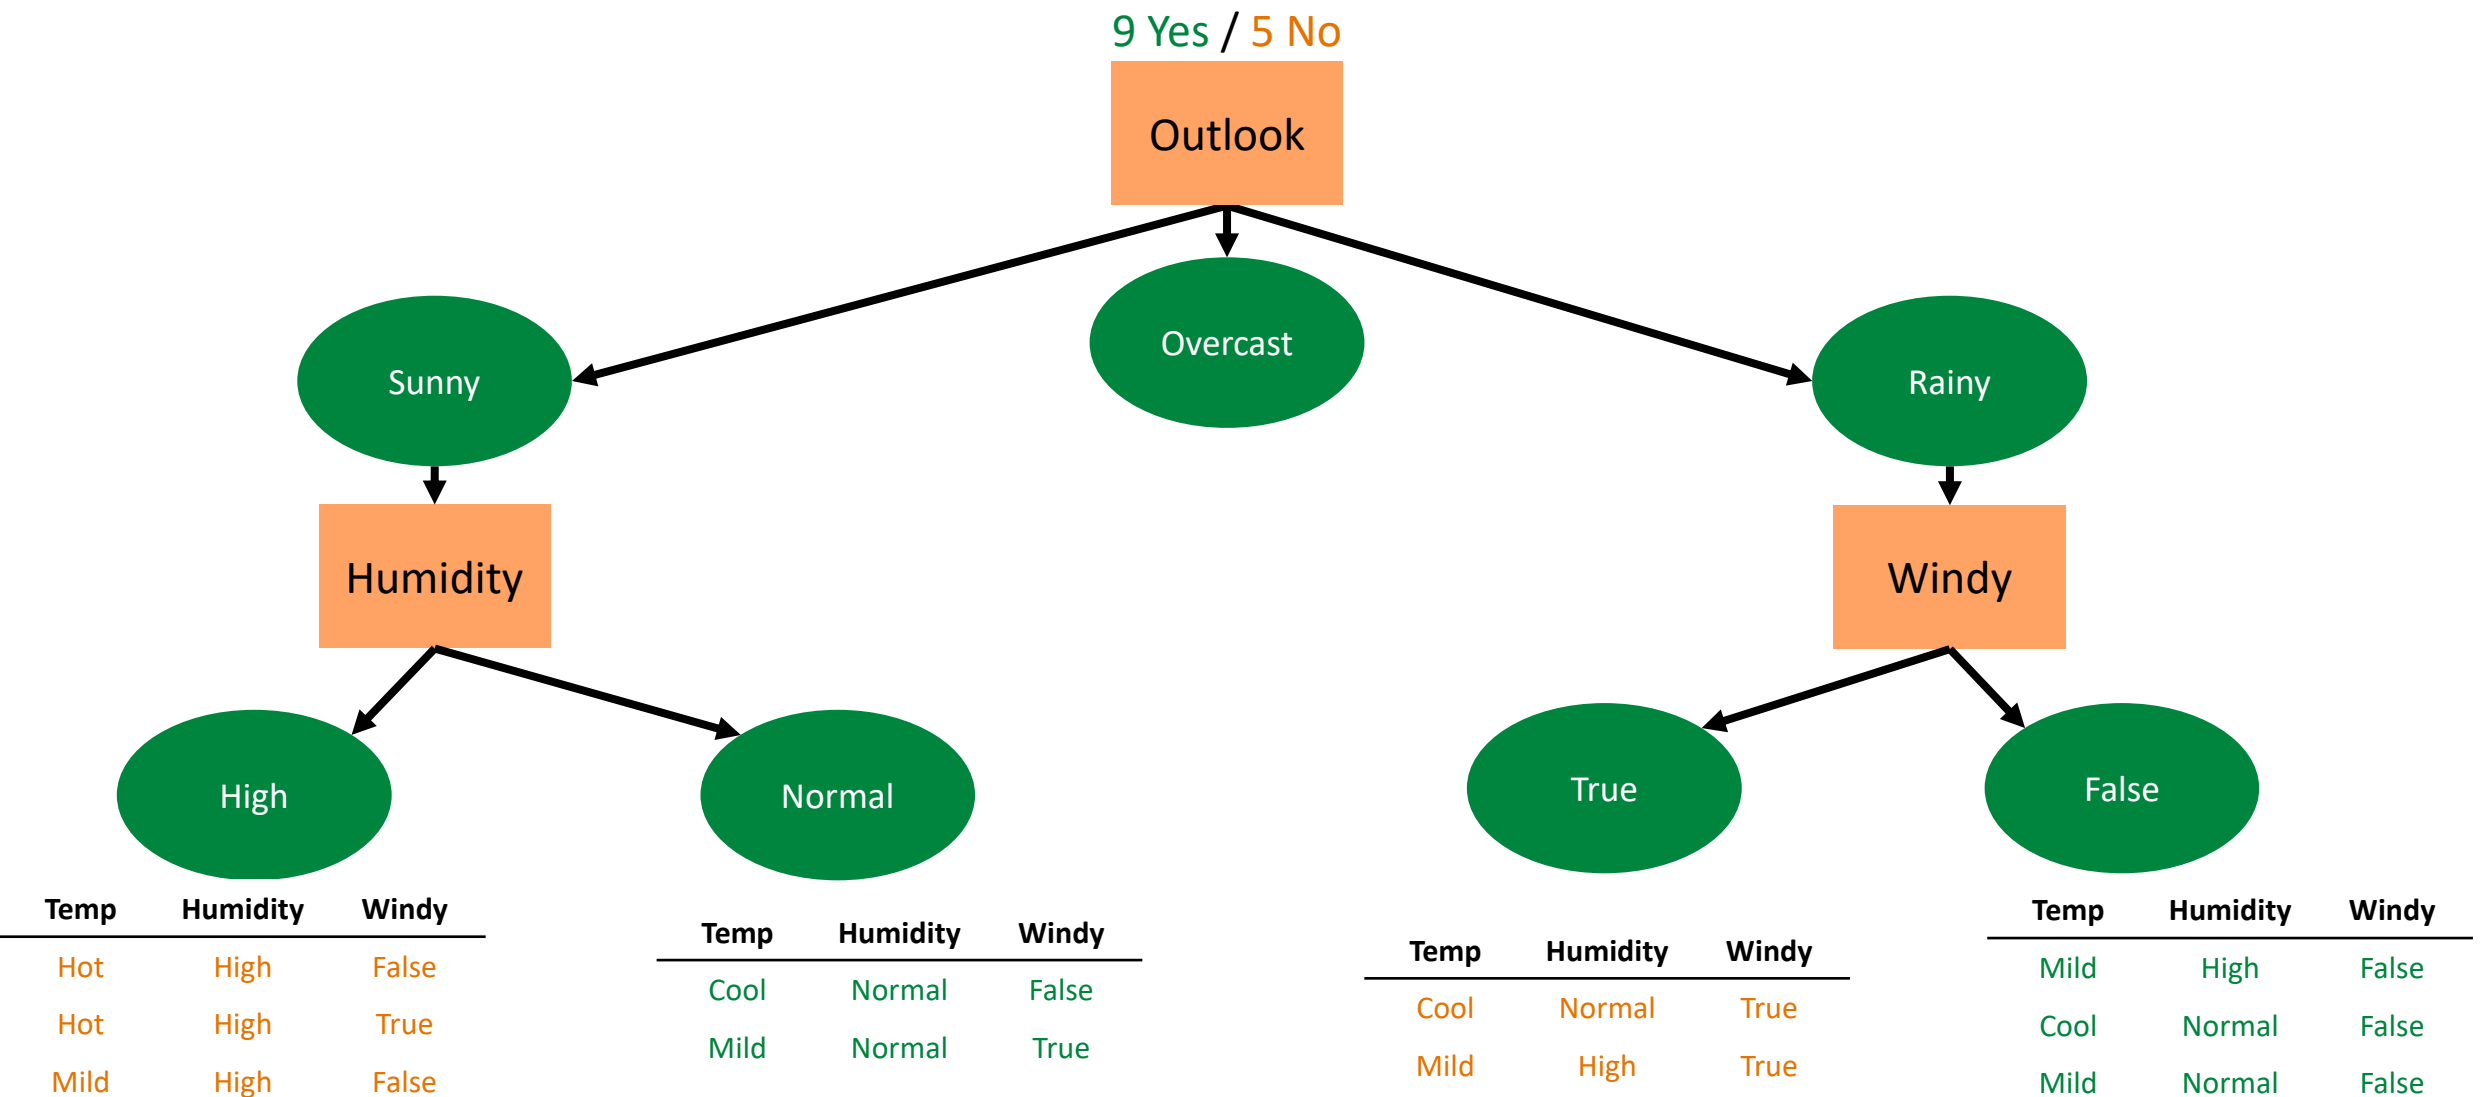 9 Yes / 5 No
Outlook
Overcast
Sunny
Rainy
Humidity
Windy
High
Normal
True
False
Temp Humidity Windy
Hot High False
Hot High True
Mild High False
Temp Humidity Windy
Cool Normal False
Mild Normal True
Temp Humidity Windy
Cool Normal True
Mild High True
Temp Humidity Windy
Mild High False
Cool Normal False
Mild Normal False